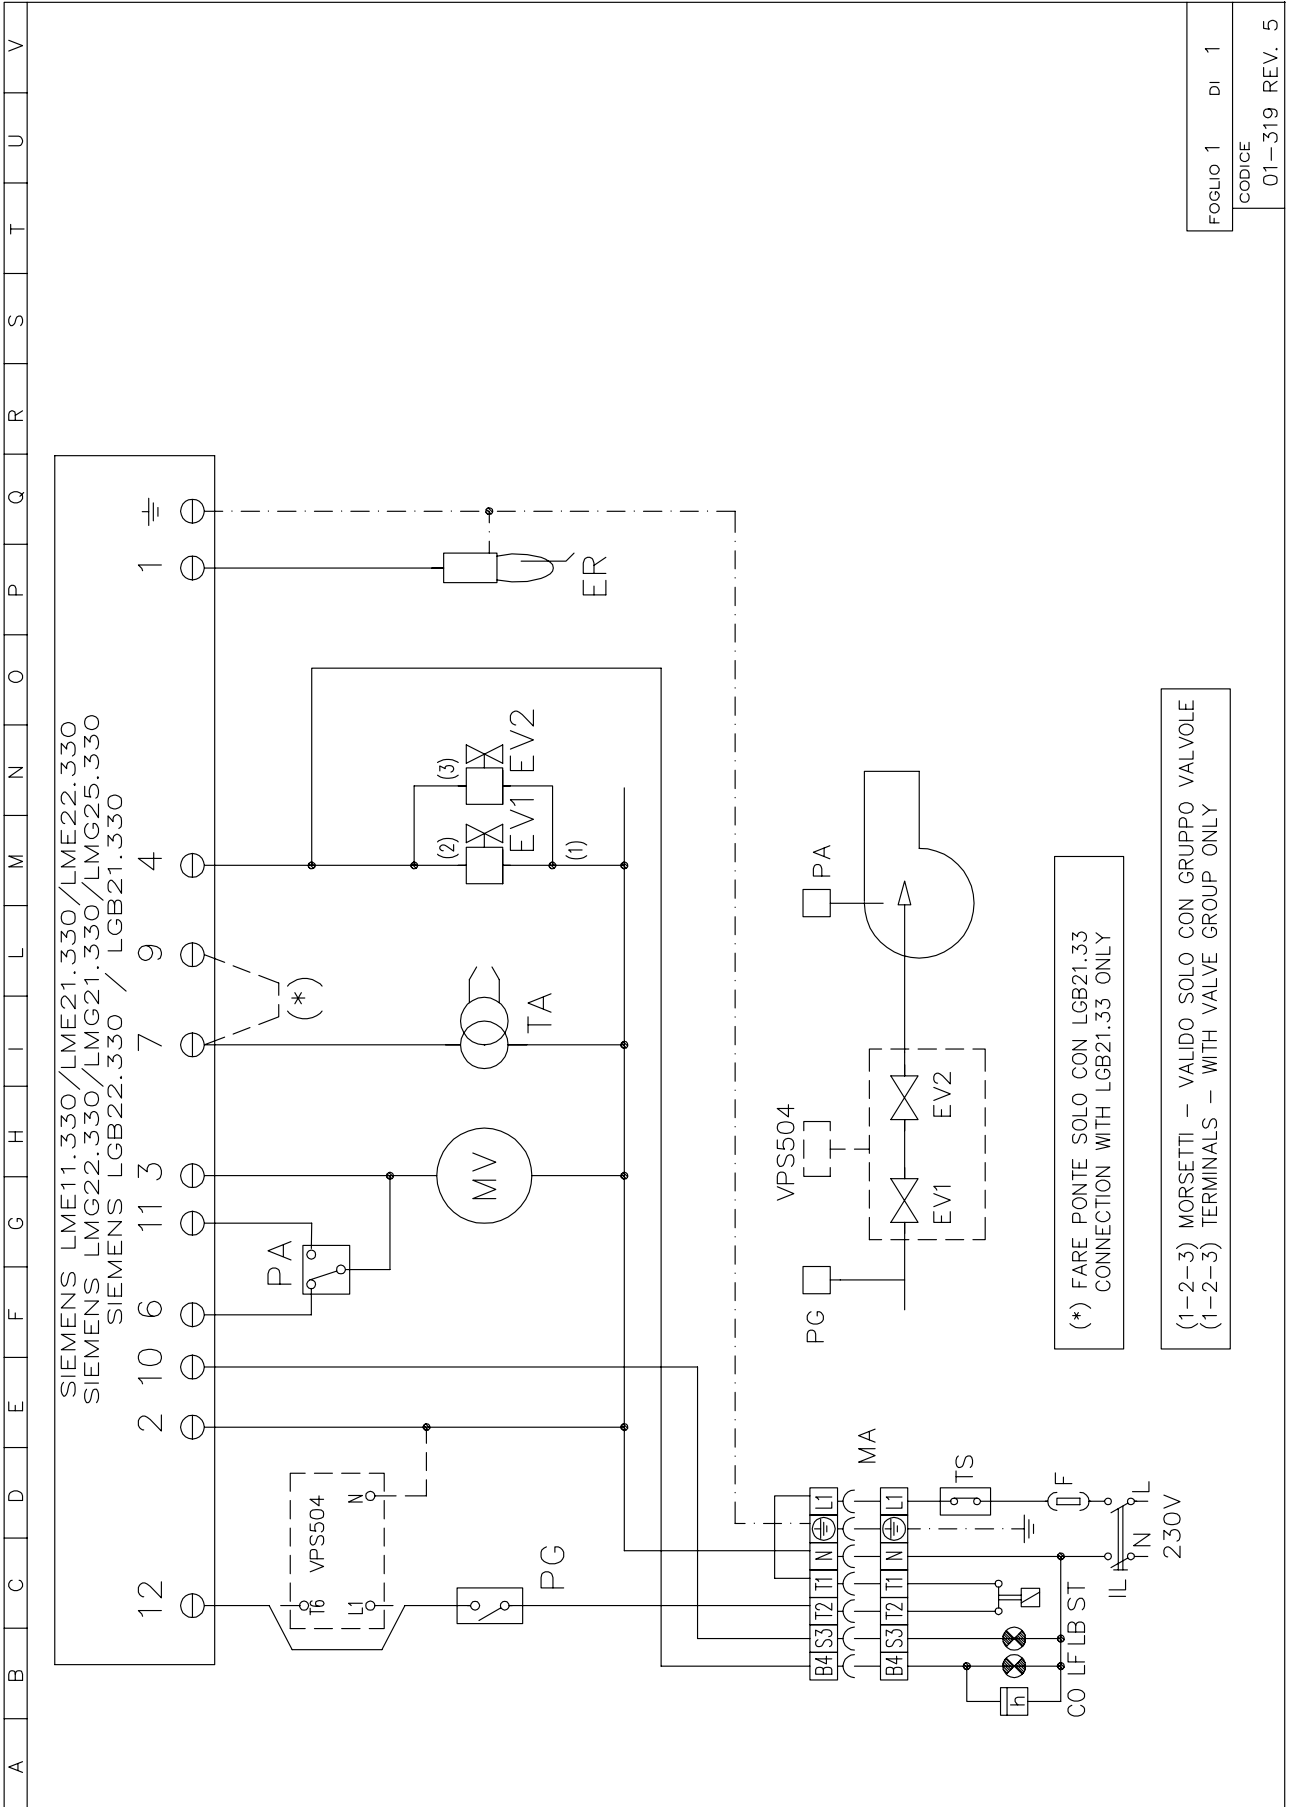 A B C D E F G H I L M N O P Q R S T U V
SIEMENS LME11.330/LME21.330/LME22.330
SIEMENS LMG22.330/LMG21.330/LMG25.330
SIEMENS LGB22.330 / LGB21.330
12 2 10 6 11 3 7 9 4 1
T6 VPS504 N
L1
PG
PA
MV
(*)
TA
(2) (3)
EV1 EV2
(1)
ER
B4 S3 T2 T1 N L1
MA
B4 S3 T2 T1 N L1
TS
h
F
CO LF LB ST
IL N L
230V
VPS504
PG
EV1 EV2
PA
(*) FARE PONTE SOLO CON LGB21.33
CONNECTION WITH LGB21.33 ONLY
(1-2-3) MORSETTI - VALIDO SOLO CON GRUPPO VALVOLE
(1-2-3) TERMINALS - WITH VALVE GROUP ONLY
FOGLIO 1 DI 1
CODICE
01-319 REV. 5